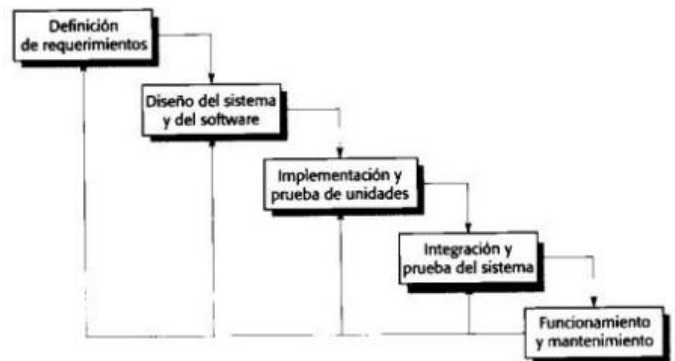 Definición
de requerimientos
Diseño del sistema
y del software
Implementación y
prueba de unidades
Integración y
prueba del sistema
Funcionamiento
y mantenimiento